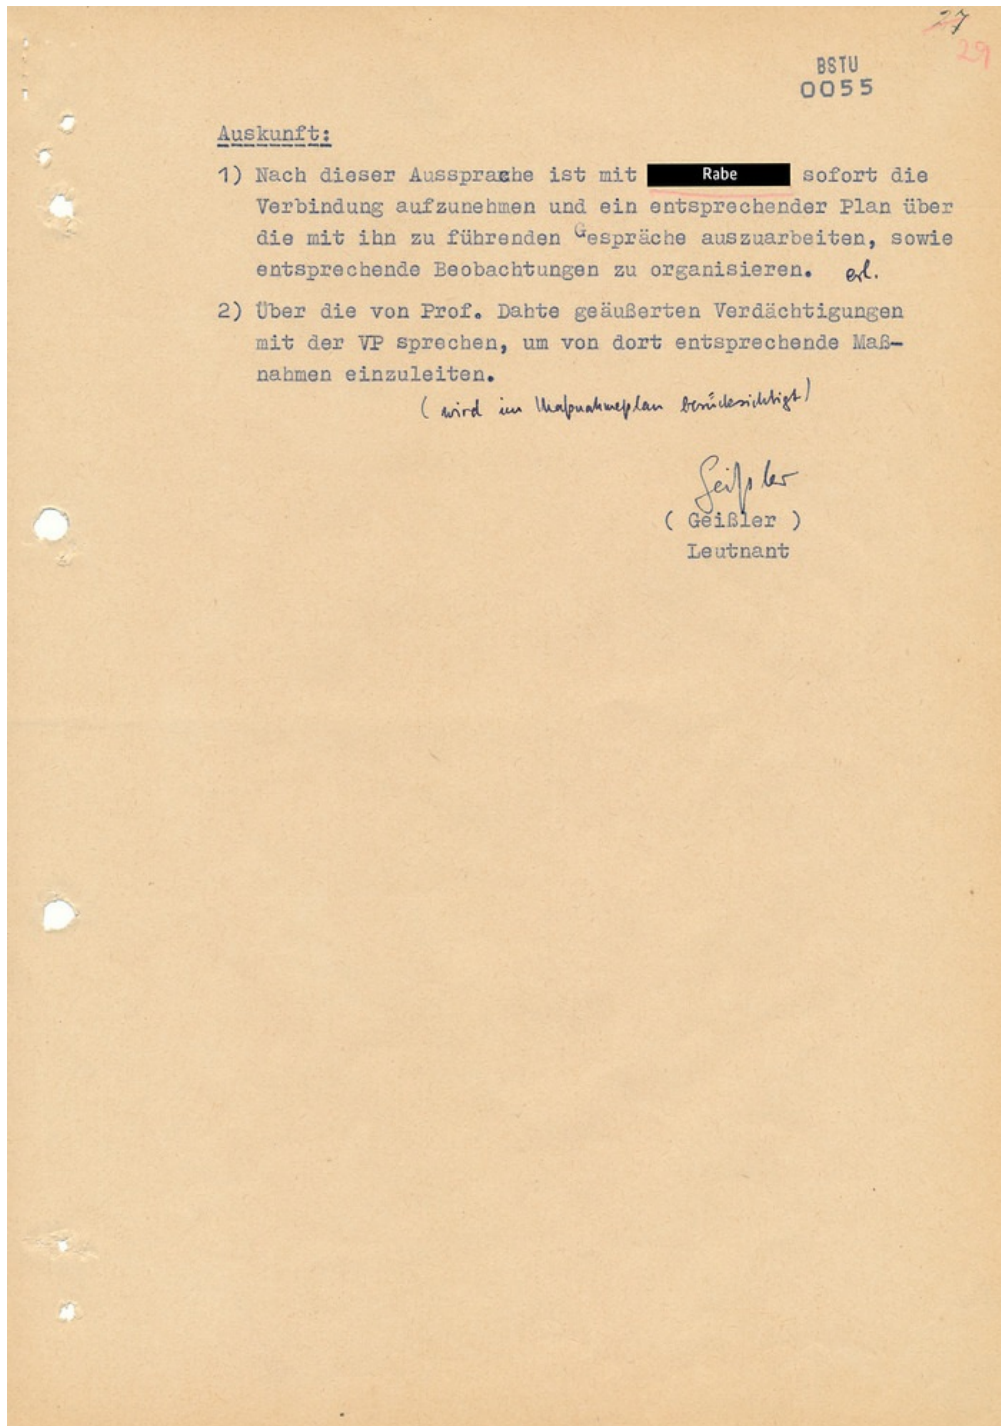 27
29
BSTU
0055
Auskunft:
1) Nach dieser Aussprache ist mit Rabe sofort die
Verbindung aufzunehmen und ein entsprechender Plan über
die mit ihn zu führenden Gespräche auszuarbeiten, sowie
entsprechende Beobachtungen zu organisieren. erl.
2) Über die von Prof. Dahte geäußerten Verdächtigungen
mit der VP sprechen, um von dort entsprechende Maß-
nahmen einzuleiten.
(wird im Maßnahmeplan berücksichtigt)
Geißler
( Geißler )
Leutnant